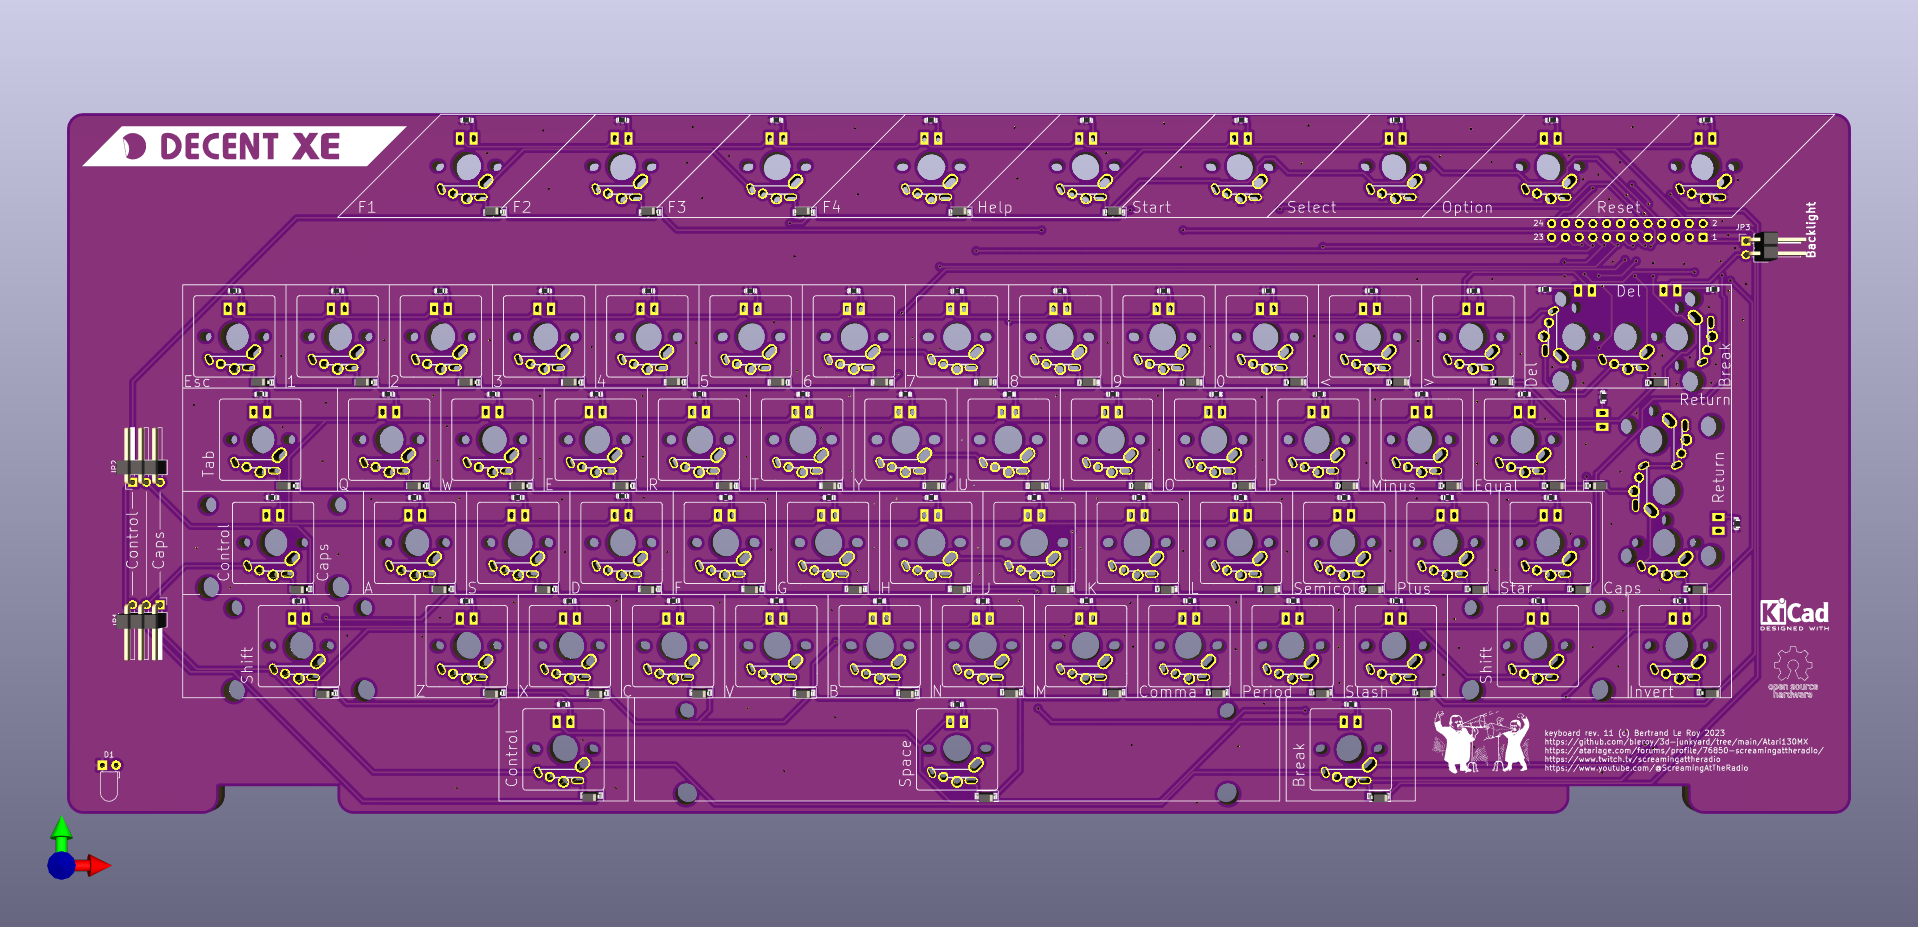 DECENT XE
F1
F2
F3
F4
Help
Start
Select
Option
Reset
24
2
23
1
JP3
Backlight
Esc
1
2
3
4
5
6
7
8
9
0
<
>
Del
Del
Break
Return
Tab
Q
W
E
R
T
Y
U
I
O
P
Minus
Equal
Return
Control
Caps
Control
Caps
A
S
D
F
G
H
J
K
L
Semicolo
Plus
Star
Caps
Shift
Z
X
C
V
B
N
M
Comma
Period
Slash
Shift
Invert
KiCad
DESIGNED WITH
open source
hardware
Control
Space
Break
D1
keyboard rev. 11 (c) Bertrand Le Roy 2023
https://github.com/bleroy/3d-junkyard/tree/main/Atari130MX
https://atariage.com/forums/profile/76850-screamingattheradio/
https://www.twitch.tv/screamingattheradio
https://www.youtube.com/@ScreamingAtTheRadio